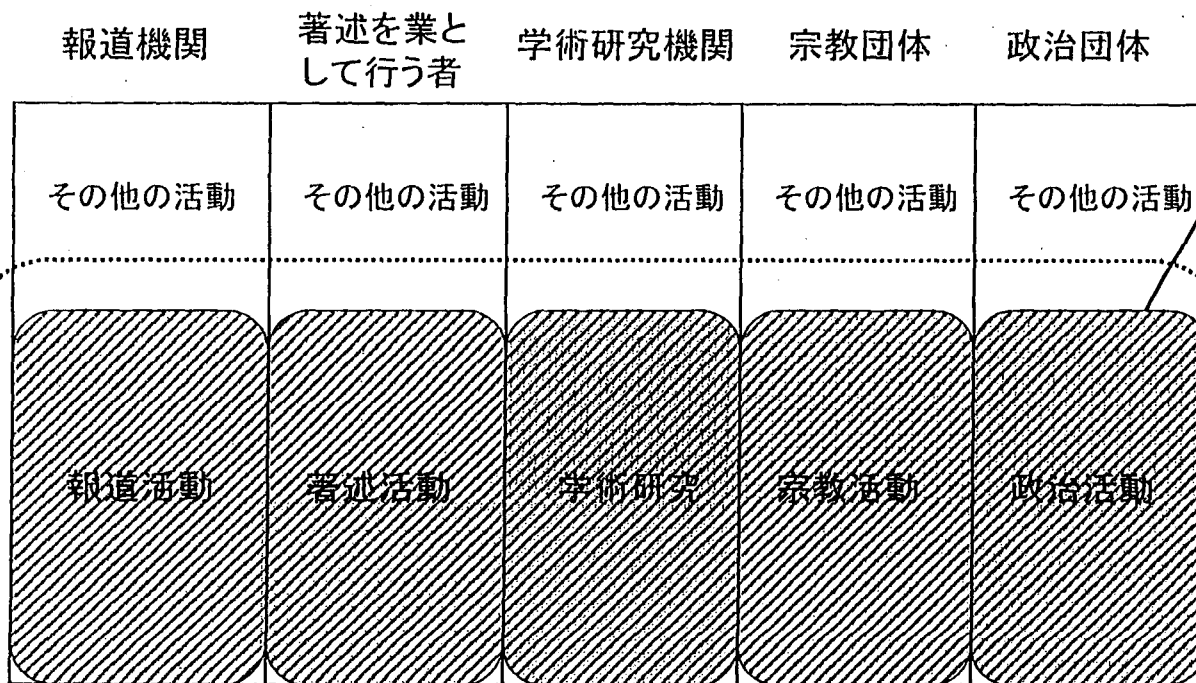 報道機関
著述を業と
して行う者
学術研究機関
宗教団体
政治団体
その他の活動
その他の活動
その他の活動
その他の活動
その他の活動
報道活動
著述活動
学術研究
宗教活動
政治活動